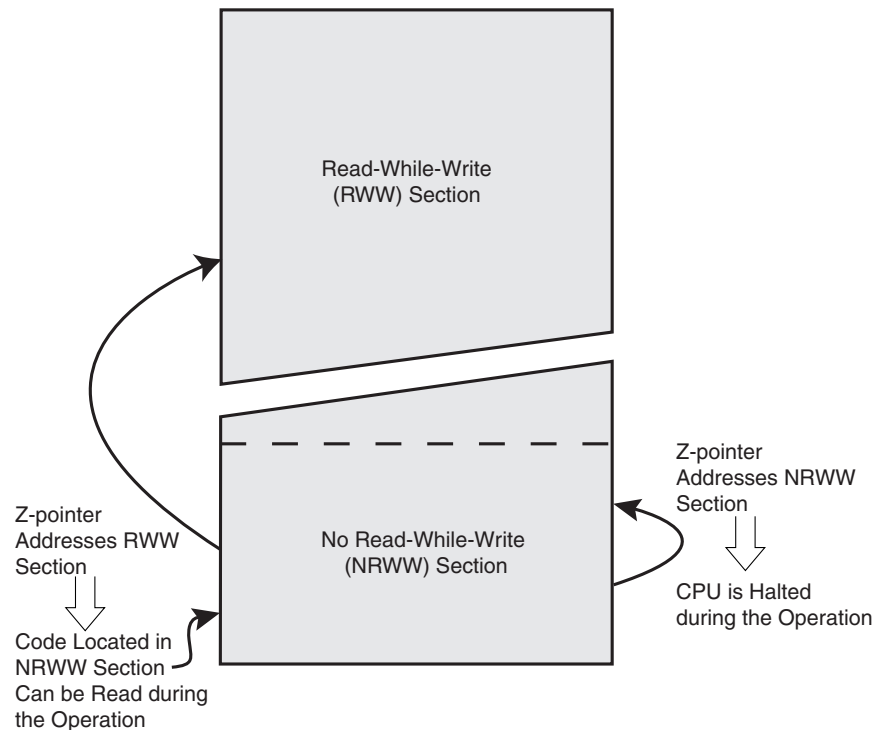 Read-While-Write
(RWW) Section
Z-pointer
Addresses NRWW
Section
CPU is Halted
during the Operation
No Read-While-Write
(NRWW) Section
Z-pointer
Addresses RWW
Section
Code Located in
NRWW Section
Can be Read during
the Operation